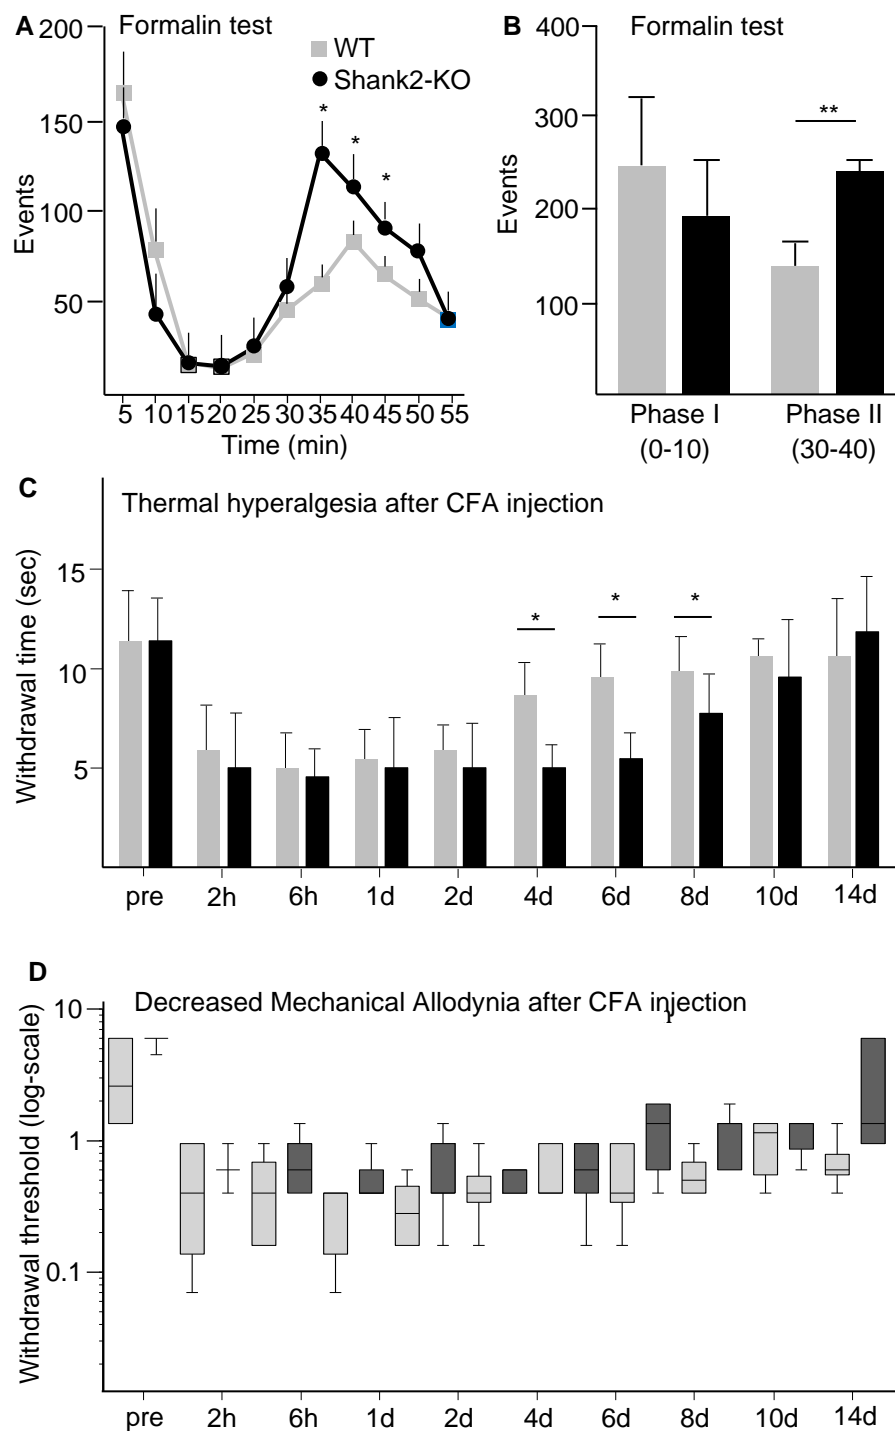 A
Formalin test
WT
Shank2-KO
200
150
100
50
Events
*
*
*
5 10 15 20 25 30 35 40 45 50 55
Time (min)
B
Formalin test
400
300
200
100
Events
**
Phase I
(0-10)
Phase II
(30-40)
C
Thermal hyperalgesia after CFA injection
Withdrawal time (sec)
15
10
5
*
*
*
pre 2h 6h 1d 2d 4d 6d 8d 10d 14d
D
Decreased Mechanical Allodynia after CFA injection
Withdrawal threshold (log-scale)
10
1
0.1
pre 2h 6h 1d 2d 4d 6d 8d 10d 14d